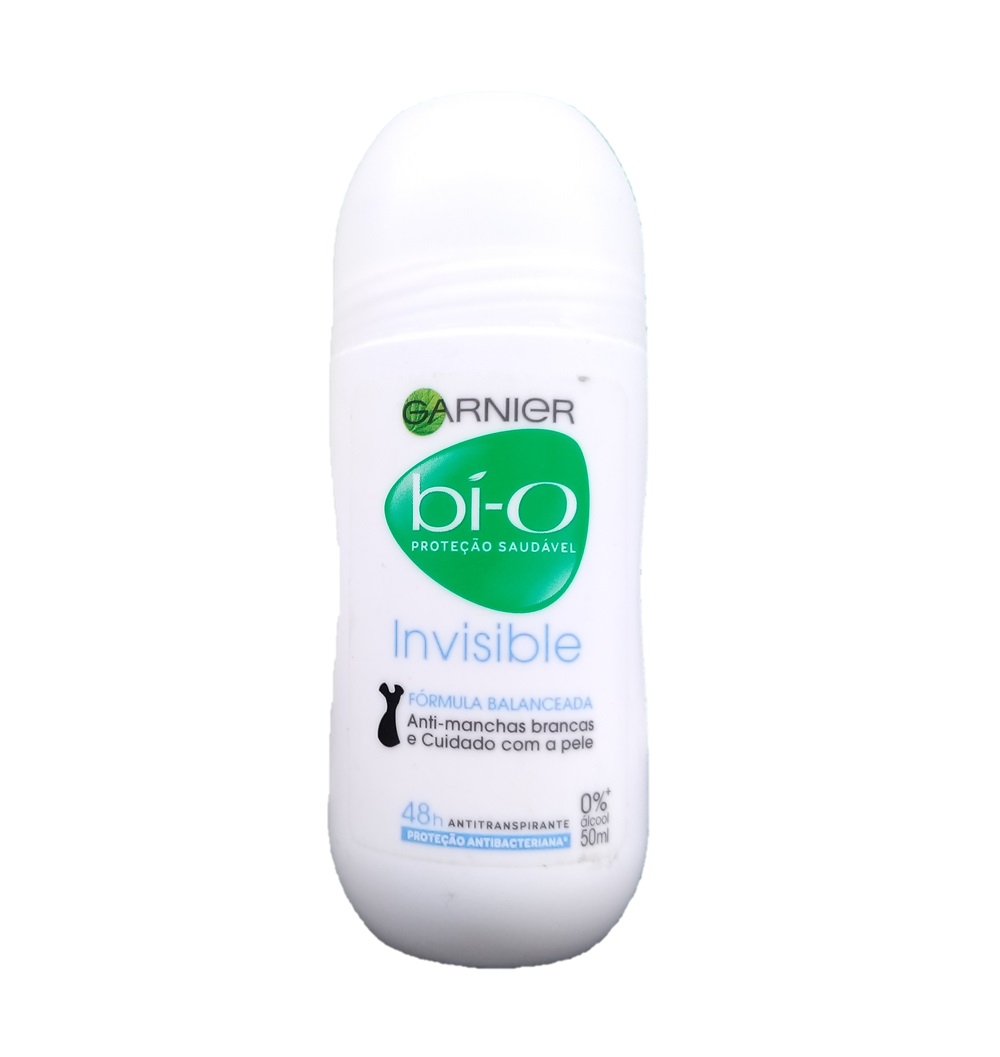 GARNIER
bí-O
PROTEÇÃO SAUDÁVEL
Invisible
FÓRMULA BALANCEADA
Anti-manchas brancas
e Cuidado com a pele
48h ANTITRANSPIRANTE
PROTEÇÃO ANTIBACTERIANA*
0%+
álcool
50ml